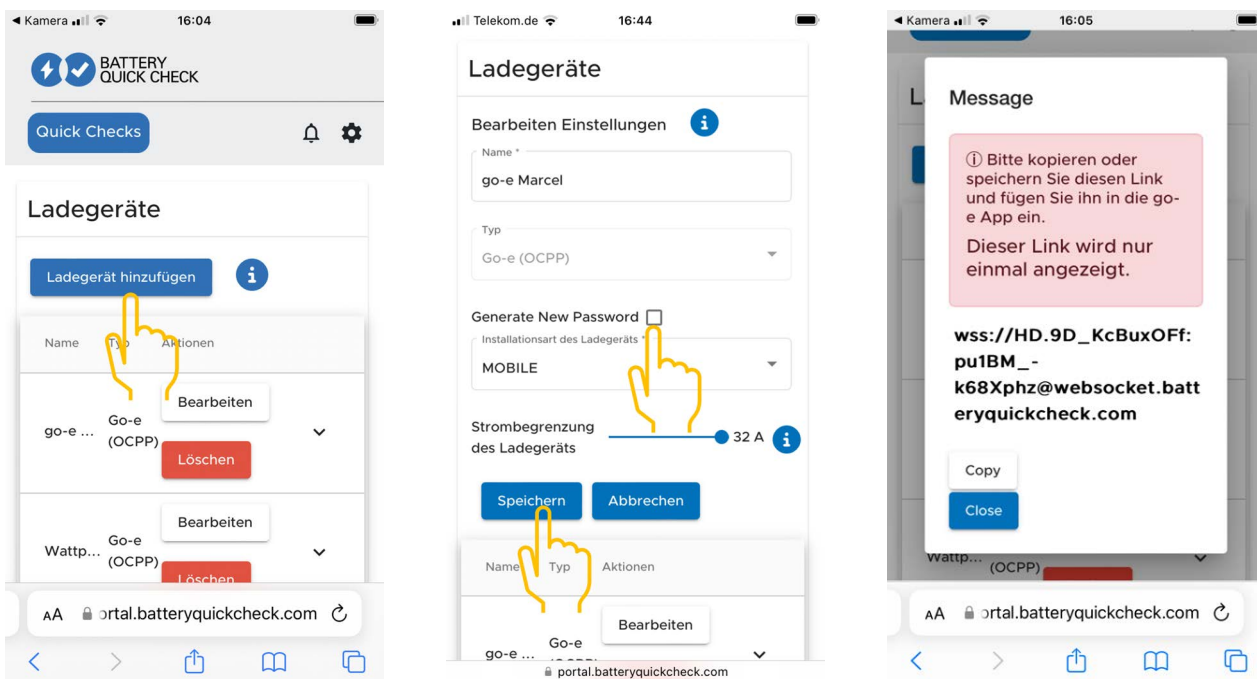 Kamera
16:04
BATTERY
QUICK CHECK
Quick Checks
Ladegeräte
Ladegerät hinzufügen
Name Typ Aktionen
Bearbeiten
go-e ... Go-e
(OCPP)
Löschen
Bearbeiten
Wattp... Go-e
(OCPP)
Löschen
AA ortal.batteryquickcheck.com
Telekom.de
16:44
Ladegeräte
Bearbeiten Einstellungen
Name *
go-e Marcel
Typ
Go-e (OCPP)
Generate New Password
Installationsart des Ladegeräts *
MOBILE
Strombegrenzung
des Ladegeräts
32 A
Speichern Abbrechen
Name Typ Aktionen
Bearbeiten
go-e ... Go-e
(OCPP)
portal.batteryquickcheck.com
Kamera
16:05
Message
Bitte kopieren oder
speichern Sie diesen Link
und fügen Sie ihn in die go-
e App ein.
Dieser Link wird nur
einmal angezeigt.
wss://HD.9D_KcBuxOFf:
pu1BM_-
k68Xphz@websocket.batt
eryquickcheck.com
Copy
Close
Wattp...
(OCPP)
AA ortal.batteryquickcheck.com